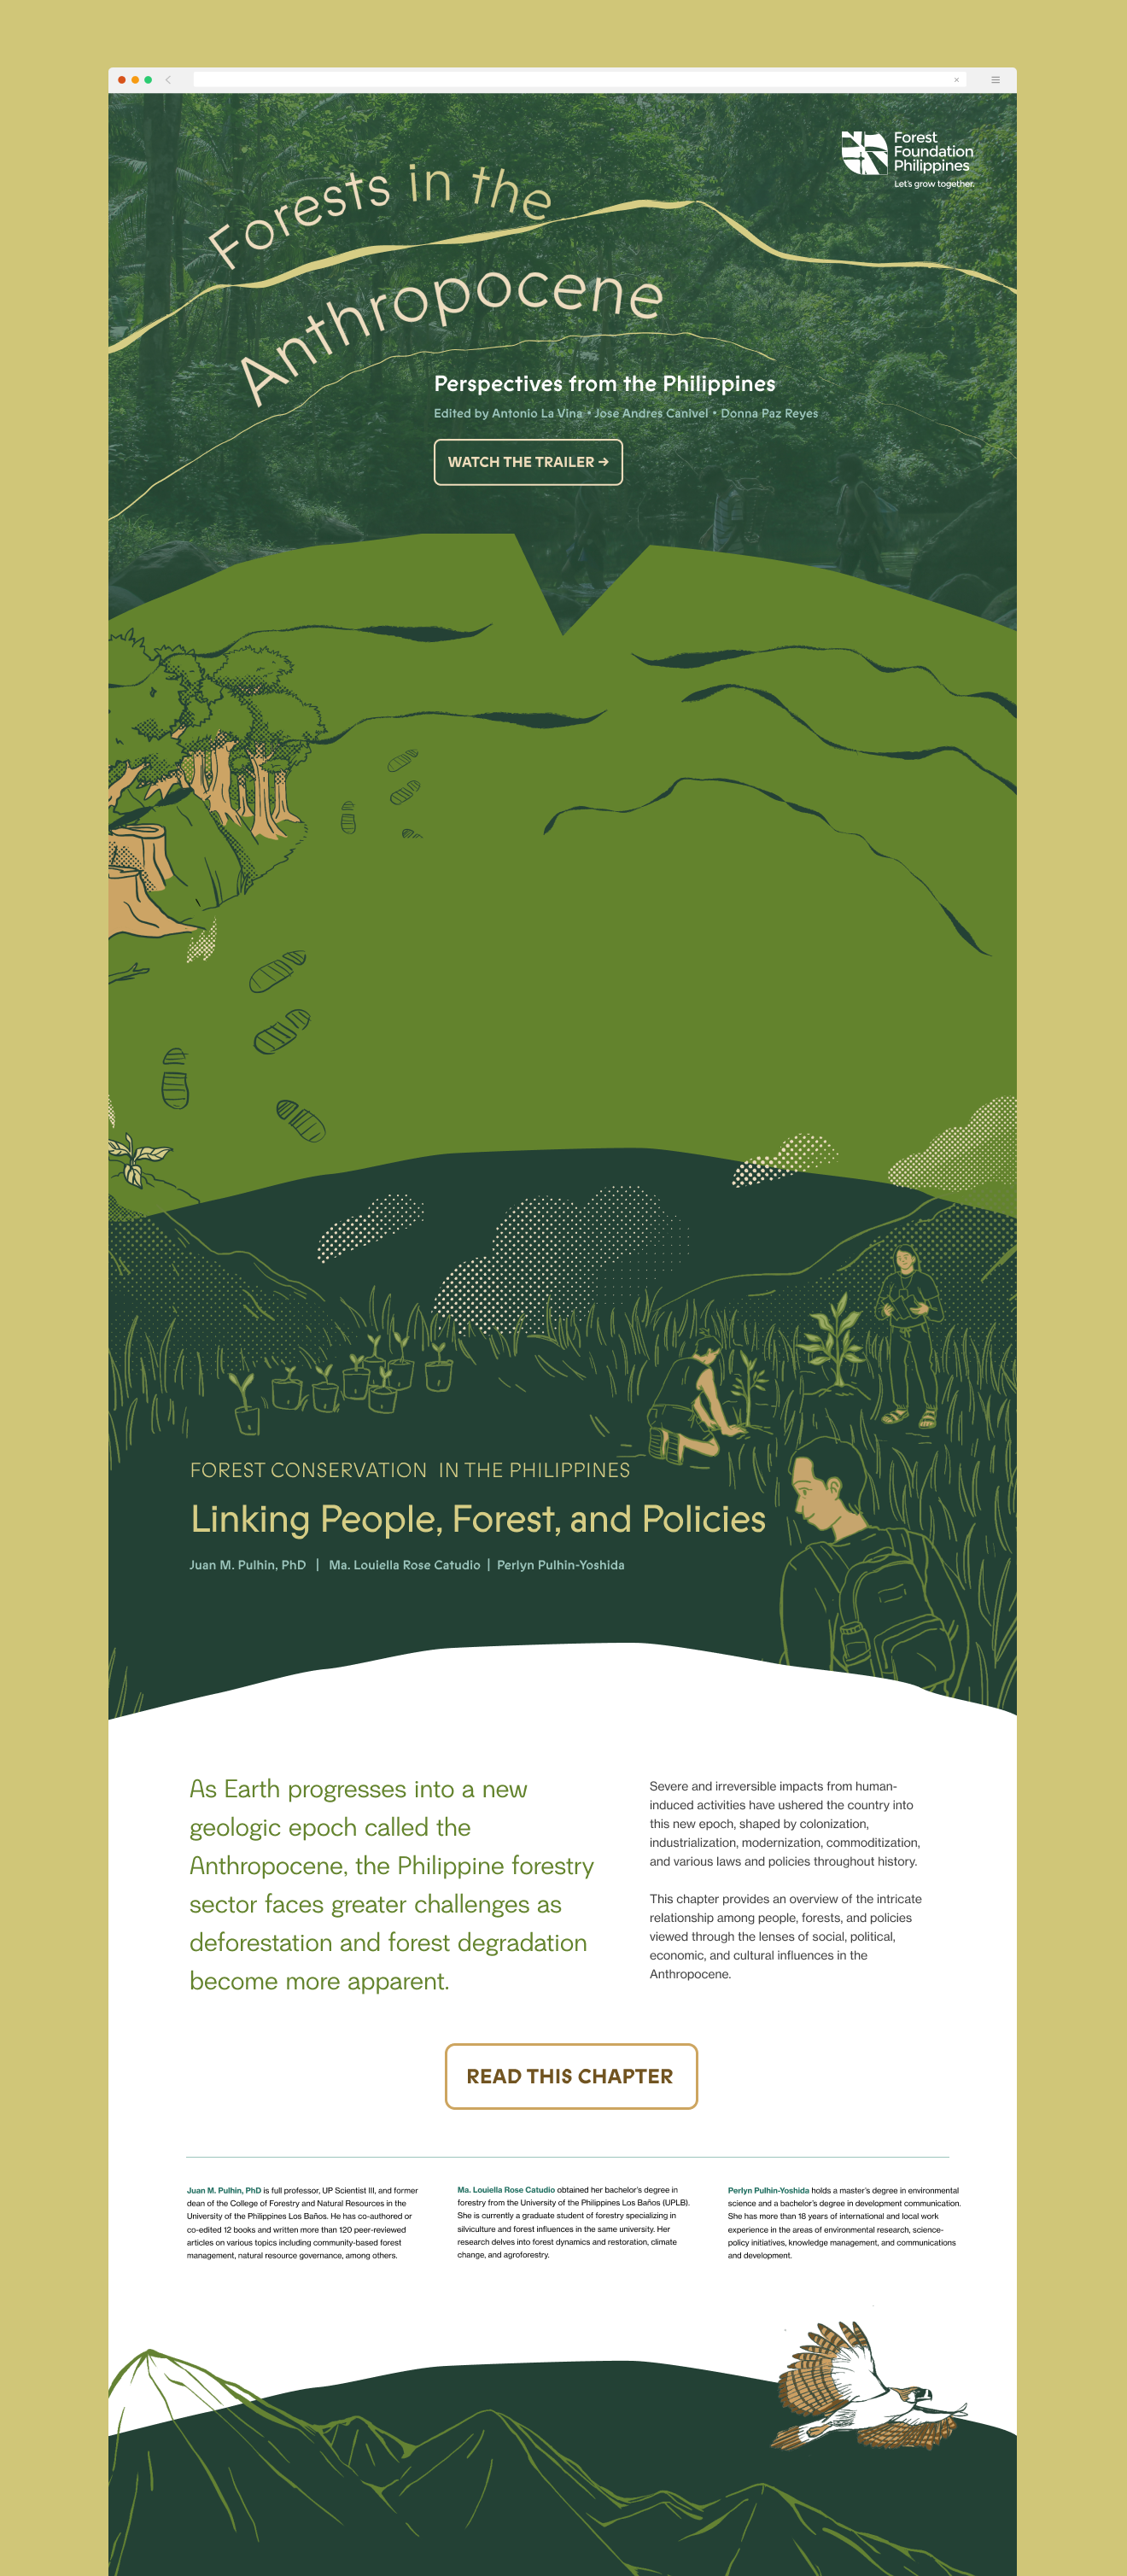 Forest
Foundation
Philippines
Let's grow together.
Forests in the
Anthropocene
Perspectives from the Philippines
Edited by Antonio La Vina • Jose Andres Canivel • Donna Paz Reyes
WATCH THE TRAILER →
FOREST CONSERVATION IN THE PHILIPPINES
Linking People, Forest, and Policies
Juan M. Pulhin, PhD | Ma. Louiella Rose Catudio | Perlyn Pulhin-Yoshida
As Earth progresses into a new
geologic epoch called the
Anthropocene, the Philippine forestry
sector faces greater challenges as
deforestation and forest degradation
become more apparent.
Severe and irreversible impacts from human-
induced activities have ushered the country into
this new epoch, shaped by colonization,
industrialization, modernization, commoditization,
and various laws and policies throughout history.
This chapter provides an overview of the intricate
relationship among people, forests, and policies
viewed through the lenses of social, political,
economic, and cultural influences in the
Anthropocene.
READ THIS CHAPTER
Juan M. Pulhin, PhD is full professor, UP Scientist III, and former
dean of the College of Forestry and Natural Resources in the
University of the Philippines Los Baños. He has co-authored or
co-edited 12 books and written more than 120 peer-reviewed
articles on various topics including community-based forest
management, natural resource governance, among others.
Ma. Louiella Rose Catudio obtained her bachelor's degree in
forestry from the University of the Philippines Los Baños (UPLB).
She is currently a graduate student of forestry specializing in
silviculture and forest influences in the same university. Her
research delves into forest dynamics and restoration, climate
change, and agroforestry.
Perlyn Pulhin-Yoshida holds a master's degree in environmental
science and a bachelor's degree in development communication.
She has more than 18 years of international and local work
experience in the areas of environmental research, science-
policy initiatives, knowledge management, and communications
and development.